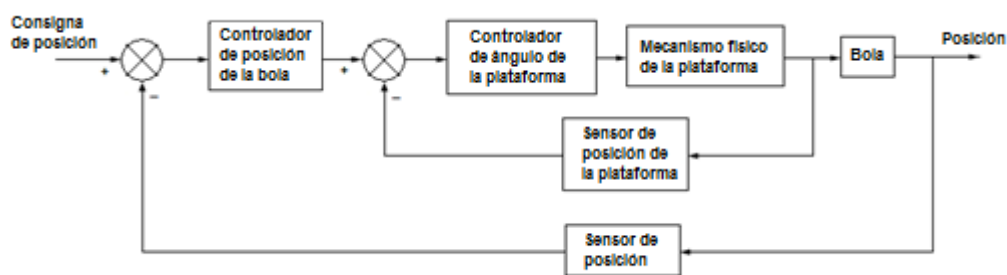 Consigna
de posición
+
−
Controlador
de posición
de la bola
+
−
Controlador
de ángulo de
la plataforma
Mecanismo físico
de la plataforma
Bola
Posición
Sensor de
posición de
la plataforma
Sensor de
posición